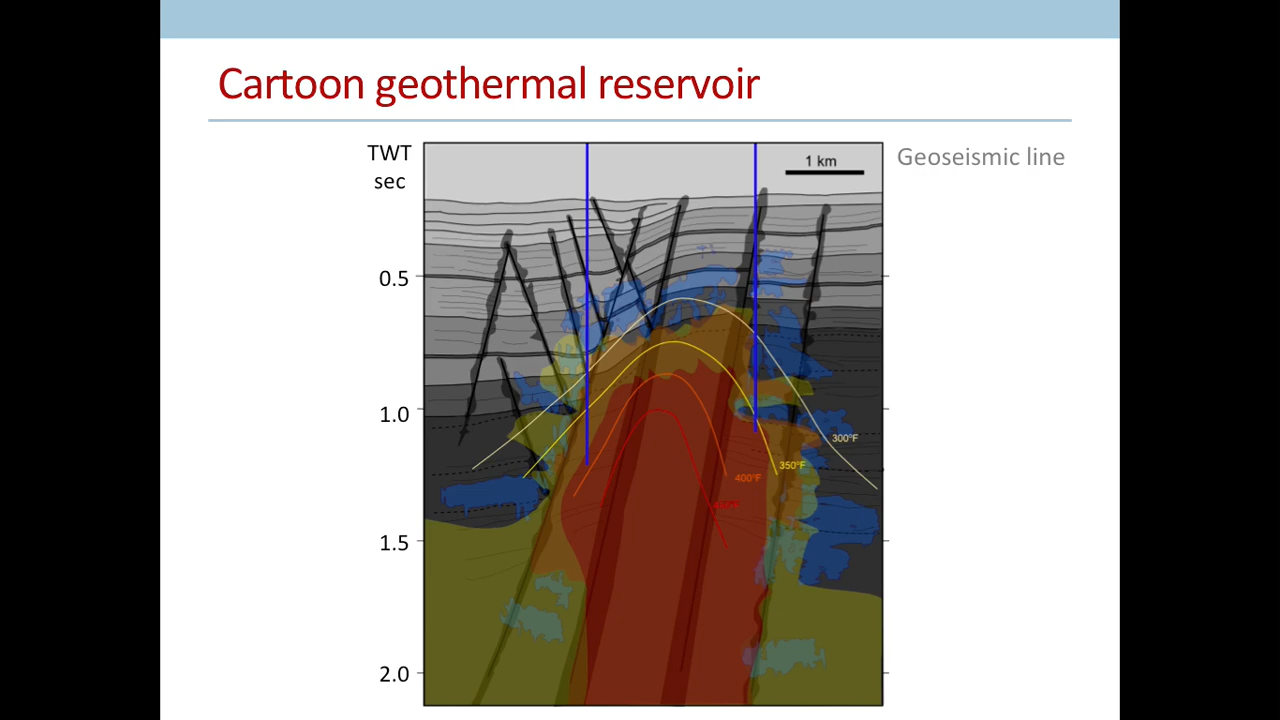 Cartoon geothermal reservoir
TWT
sec
Geoseismic line
1 km
0.5
1.0
1.5
2.0
300°F
350°F
400°F